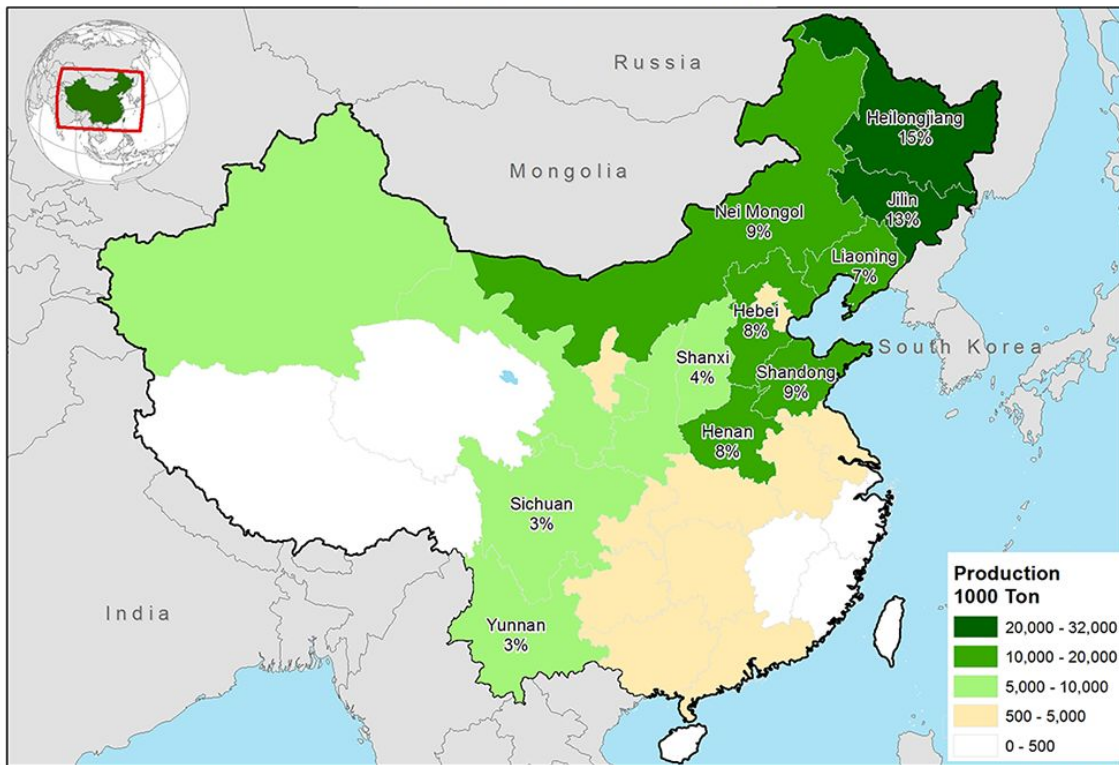 Russia
Heilongjiang
15%
Mongolia
Jilin
13%
Nei Mongol
9%
Liaoning
7%
Hebei
8%
South Korea
Shanxi
4%
Shandong
9%
Henan
8%
Sichuan
3%
India
Yunnan
3%
Production
1000 Ton
20,000 - 32,000
10,000 - 20,000
5,000 - 10,000
500 - 5,000
0 - 500